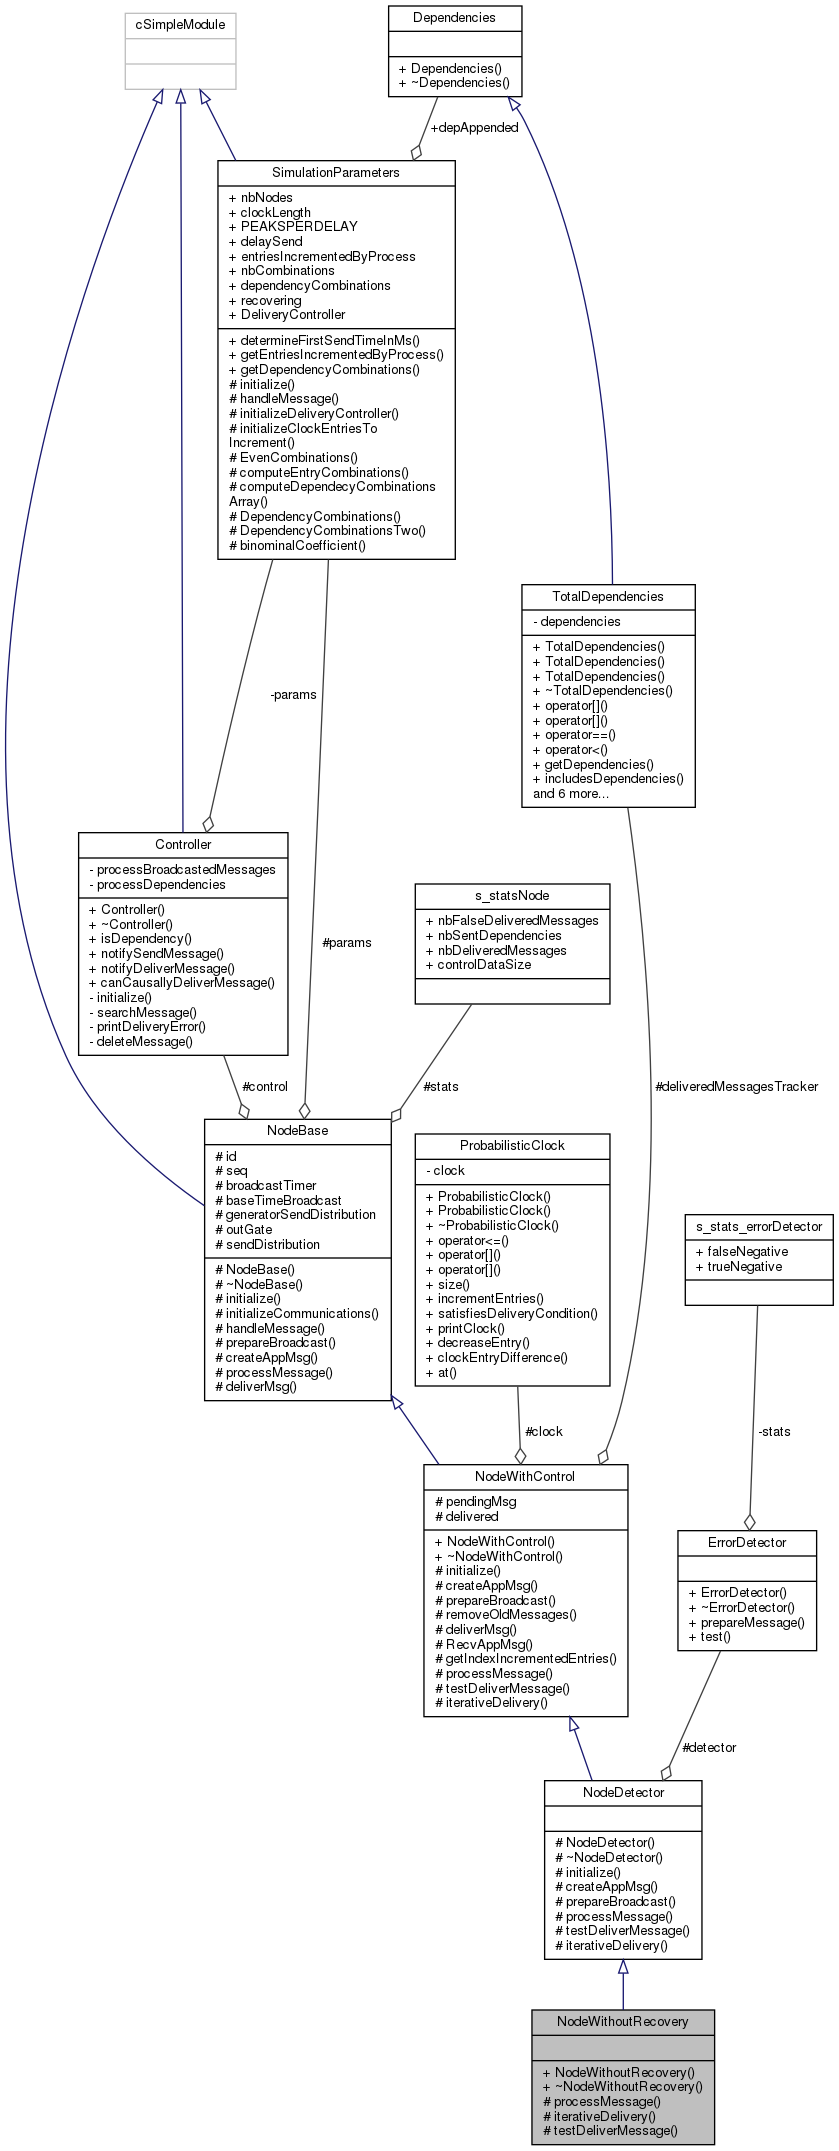 cSimpleModule
Dependencies
+ Dependencies()
+ ~Dependencies()
+depAppended
SimulationParameters
+ nbNodes
+ clockLength
+ PEAKSPERDELAY
+ delaySend
+ entriesIncrementedByProcess
+ nbCombinations
+ dependencyCombinations
+ recovering
+ DeliveryController
+ determineFirstSendTimeInMs()
+ getEntriesIncrementedByProcess()
+ getDependencyCombinations()
# initialize()
# handleMessage()
# initializeDeliveryController()
# initializeClockEntriesTo
Increment()
# EvenCombinations()
# computeEntryCombinations()
# computeDependecyCombinations
Array()
# DependencyCombinations()
# DependencyCombinationsTwo()
# binominalCoefficient()
TotalDependencies
- dependencies
+ TotalDependencies()
+ TotalDependencies()
+ TotalDependencies()
+ ~TotalDependencies()
+ operator[]()
+ operator[]()
+ operator==()
+ operator<()
+ getDependencies()
+ includesDependencies()
and 6 more...
-params
Controller
- processBroadcastedMessages
- processDependencies
+ Controller()
+ ~Controller()
+ isDependency()
+ notifySendMessage()
+ notifyDeliverMessage()
+ canCausallyDeliverMessage()
- initialize()
- searchMessage()
- printDeliveryError()
- deleteMessage()
#params
s_statsNode
+ nbFalseDeliveredMessages
+ nbSentDependencies
+ nbDeliveredMessages
+ controlDataSize
#control
#stats
#deliveredMessagesTracker
NodeBase
# id
# seq
# broadcastTimer
# baseTimeBroadcast
# generatorSendDistribution
# outGate
# sendDistribution
# NodeBase()
# ~NodeBase()
# initialize()
# initializeCommunications()
# handleMessage()
# prepareBroadcast()
# createAppMsg()
# processMessage()
# deliverMsg()
ProbabilisticClock
- clock
+ ProbabilisticClock()
+ ProbabilisticClock()
+ ~ProbabilisticClock()
+ operator<=()
+ operator[]()
+ operator[]()
+ size()
+ incrementEntries()
+ satisfiesDeliveryCondition()
+ printClock()
+ decreaseEntry()
+ clockEntryDifference()
+ at()
s_stats_errorDetector
+ falseNegative
+ trueNegative
#clock
-stats
NodeWithControl
# pendingMsg
# delivered
+ NodeWithControl()
+ ~NodeWithControl()
# initialize()
# createAppMsg()
# prepareBroadcast()
# removeOldMessages()
# deliverMsg()
# RecvAppMsg()
# getIndexIncrementedEntries()
# processMessage()
# testDeliverMessage()
# iterativeDelivery()
ErrorDetector
+ ErrorDetector()
+ ~ErrorDetector()
+ prepareMessage()
+ test()
#detector
NodeDetector
# NodeDetector()
# ~NodeDetector()
# initialize()
# createAppMsg()
# prepareBroadcast()
# processMessage()
# testDeliverMessage()
# iterativeDelivery()
NodeWithoutRecovery
+ NodeWithoutRecovery()
+ ~NodeWithoutRecovery()
# processMessage()
# iterativeDelivery()
# testDeliverMessage()